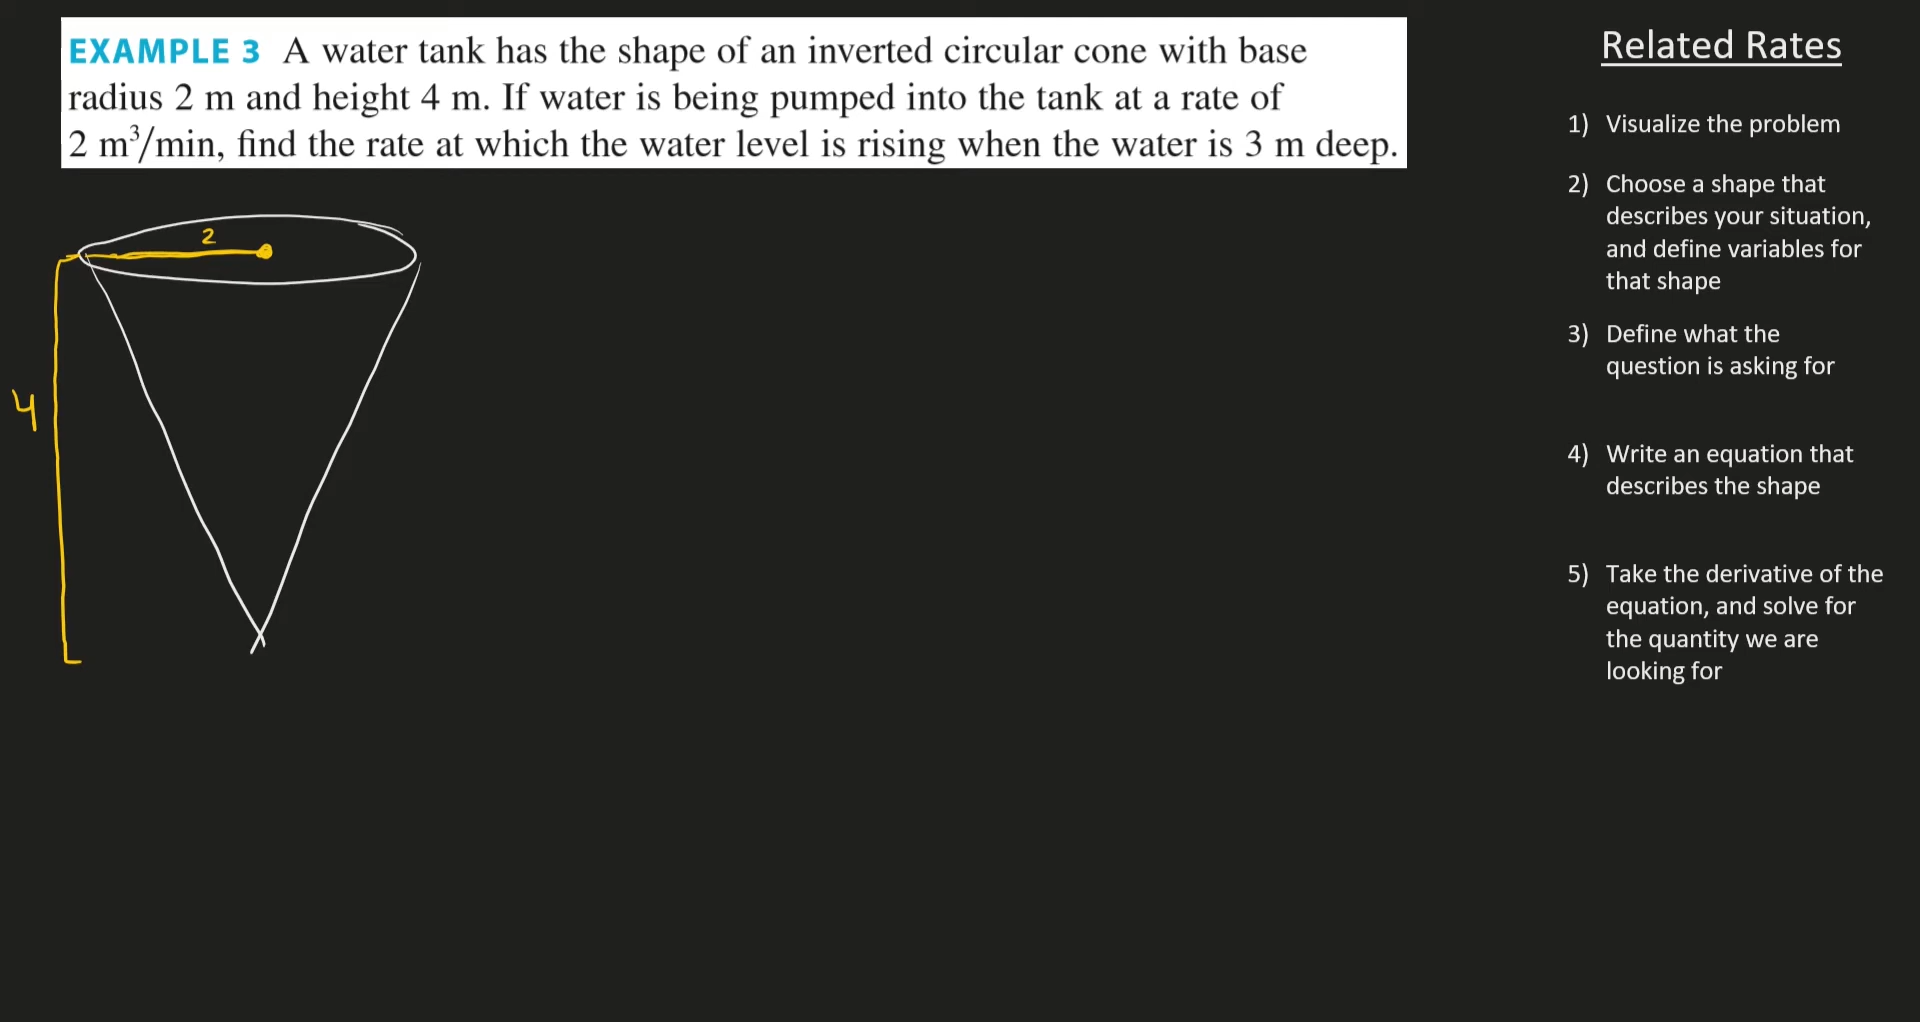 EXAMPLE 3 A water tank has the shape of an inverted circular cone with base
radius 2 m and height 4 m. If water is being pumped into the tank at a rate of
2 m³/min, find the rate at which the water level is rising when the water is 3 m deep.
2
4
Related Rates
1) Visualize the problem
2) Choose a shape that
describes your situation,
and define variables for
that shape
3) Define what the
question is asking for
4) Write an equation that
describes the shape
5) Take the derivative of the
equation, and solve for
the quantity we are
looking for